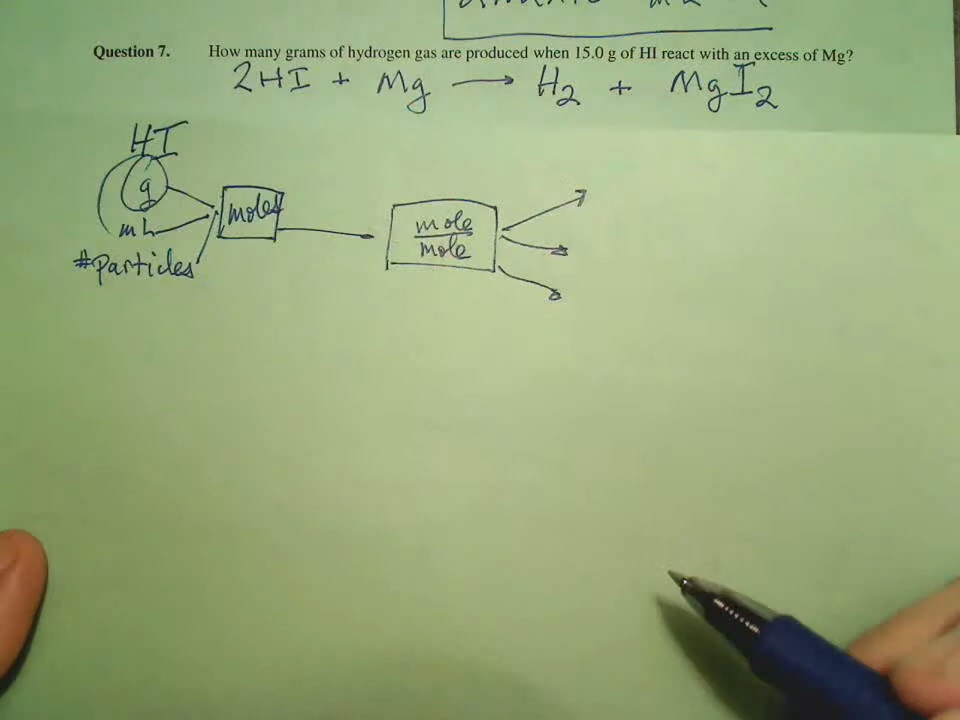 Question 7. How many grams of hydrogen gas are produced when 15.0 g of HI react with an excess of Mg?
2HI + Mg → H₂ + MgI₂
HI
g
mL
#Particles
moles
mole
mole